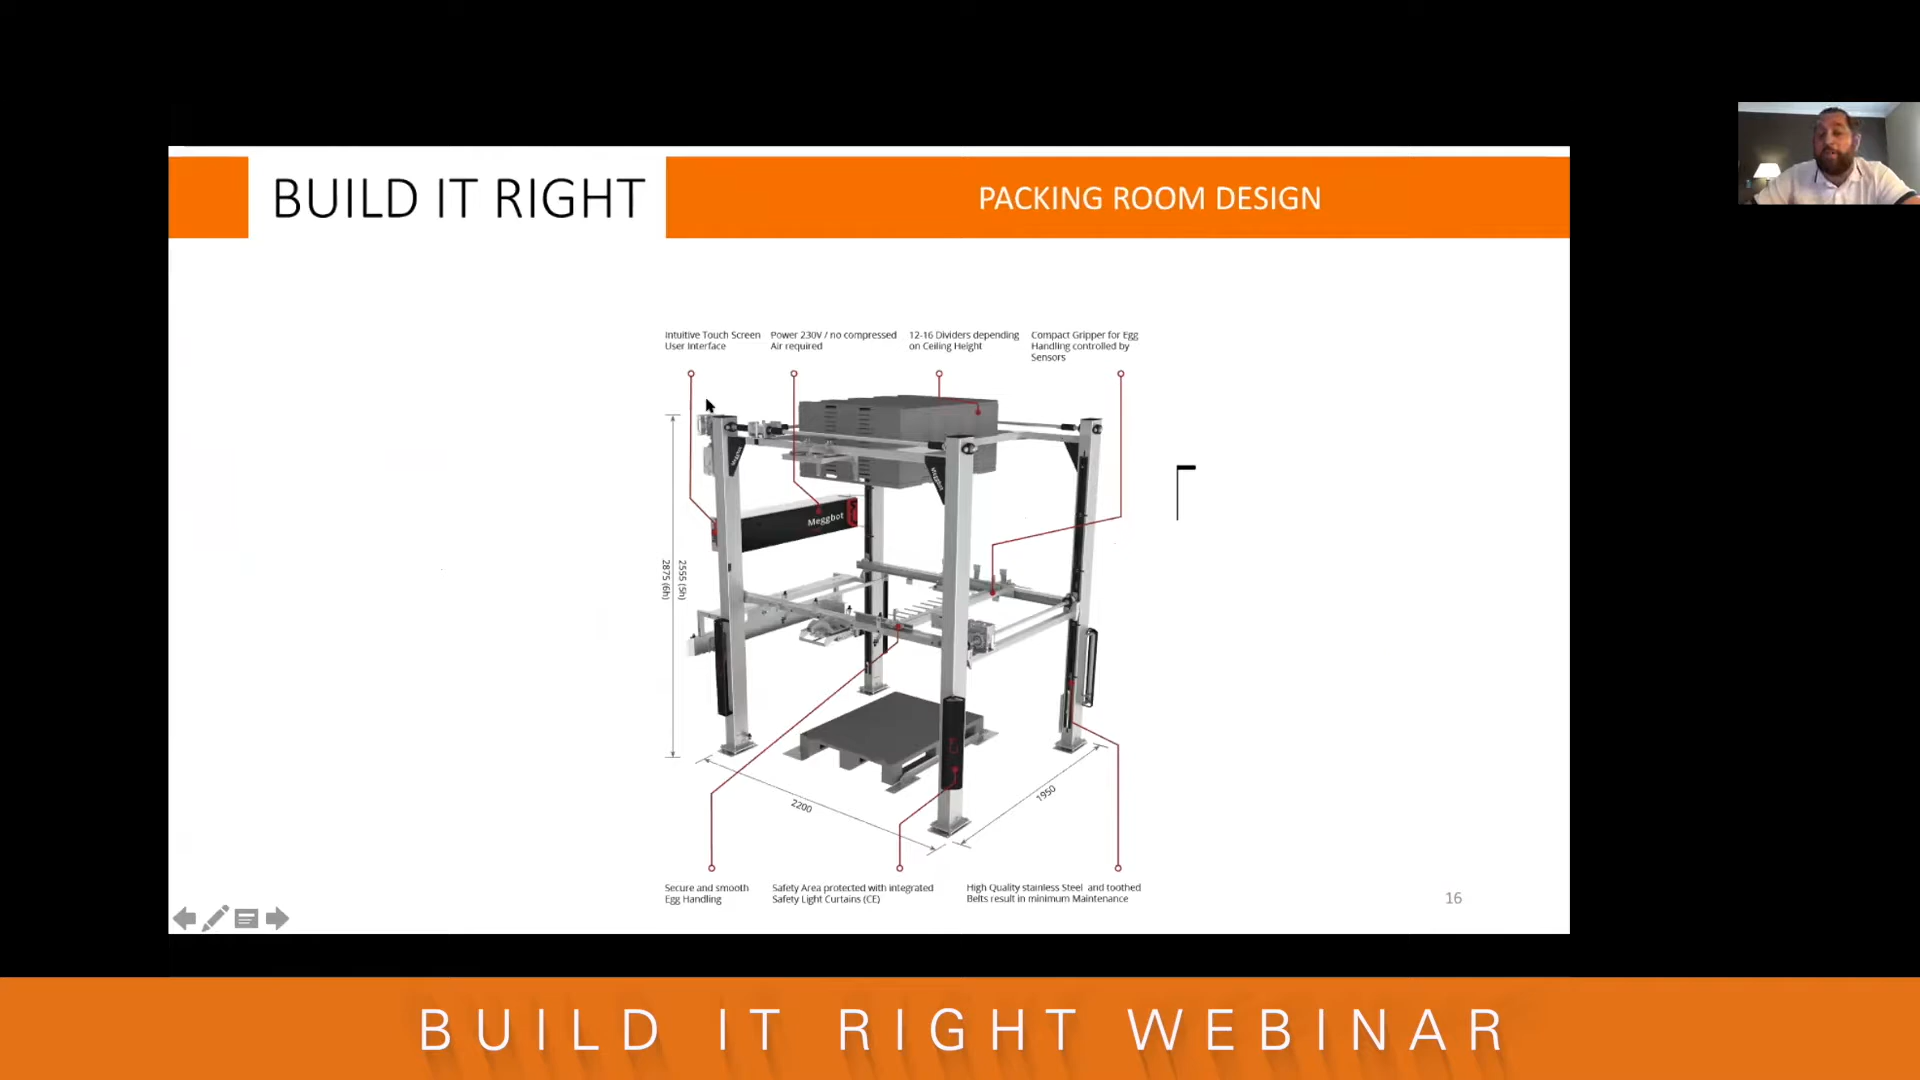 BUILD IT RIGHT
PACKING ROOM DESIGN
Intuitive Touch Screen
User Interface
Power 230V / no compressed
Air required
12-16 Dividers depending
on Ceiling Height
Compact Gripper for Egg
Handling controlled by
Sensors
Meggbot
Meggbot
Meggbot
2555 (5h)
2875 (6h)
2200
1950
Secure and smooth
Egg Handling
Safety Area protected with integrated
Safety Light Curtains (CE)
High Quality stainless Steel and toothed
Belts result in minimum Maintenance
16
BUILD IT RIGHT WEBINAR